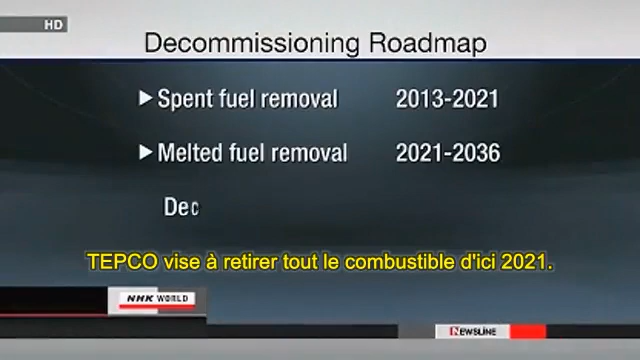 HD
Decommissioning Roadmap
▶Spent fuel removal 2013-2021
▶Melted fuel removal 2021-2036
Dec
TEPCO vise à retirer tout le combustible d'ici 2021.
NHK WORLD
NEWSLINE